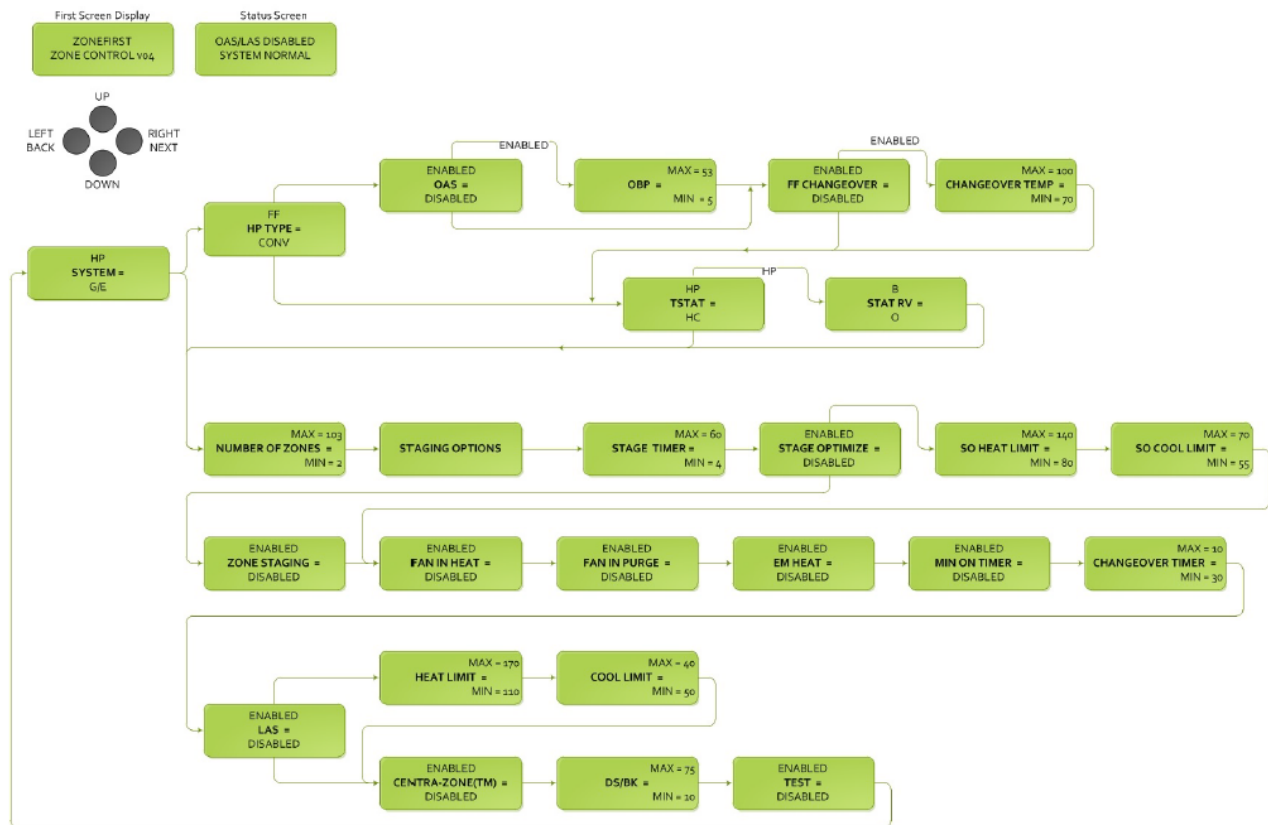 First Screen Display
Status Screen
ZONEFIRST
ZONE CONTROL v04
OAS/LAS DISABLED
SYSTEM NORMAL
UP
LEFT
BACK
RIGHT
NEXT
DOWN
ENABLED
OAS =
DISABLED
ENABLED
MAX = 53
OBP =
MIN = 5
ENABLED
FF CHANGEOVER =
DISABLED
ENABLED
MAX = 100
CHANGEOVER TEMP =
MIN = 70
FF
HP TYPE =
CONV
HP
SYSTEM =
G/E
HP
TSTAT =
HC
HP
B
STAT RV =
O
MAX = 103
NUMBER OF ZONES =
MIN = 2
STAGING OPTIONS
MAX = 60
STAGE TIMER =
MIN = 4
ENABLED
STAGE OPTIMIZE =
DISABLED
MAX = 140
SO HEAT LIMIT =
MIN = 80
MAX = 70
SO COOL LIMIT =
MIN = 55
ENABLED
ZONE STAGING =
DISABLED
ENABLED
FAN IN HEAT =
DISABLED
ENABLED
FAN IN PURGE =
DISABLED
ENABLED
EM HEAT =
DISABLED
ENABLED
MIN ON TIMER =
DISABLED
MAX = 10
CHANGEOVER TIMER =
MIN = 30
MAX = 170
HEAT LIMIT =
MIN = 110
MAX = 40
COOL LIMIT =
MIN = 50
ENABLED
LAS =
DISABLED
ENABLED
CENTRA-ZONE(TM) =
DISABLED
MAX = 75
DS/BK =
MIN = 10
ENABLED
TEST =
DISABLED